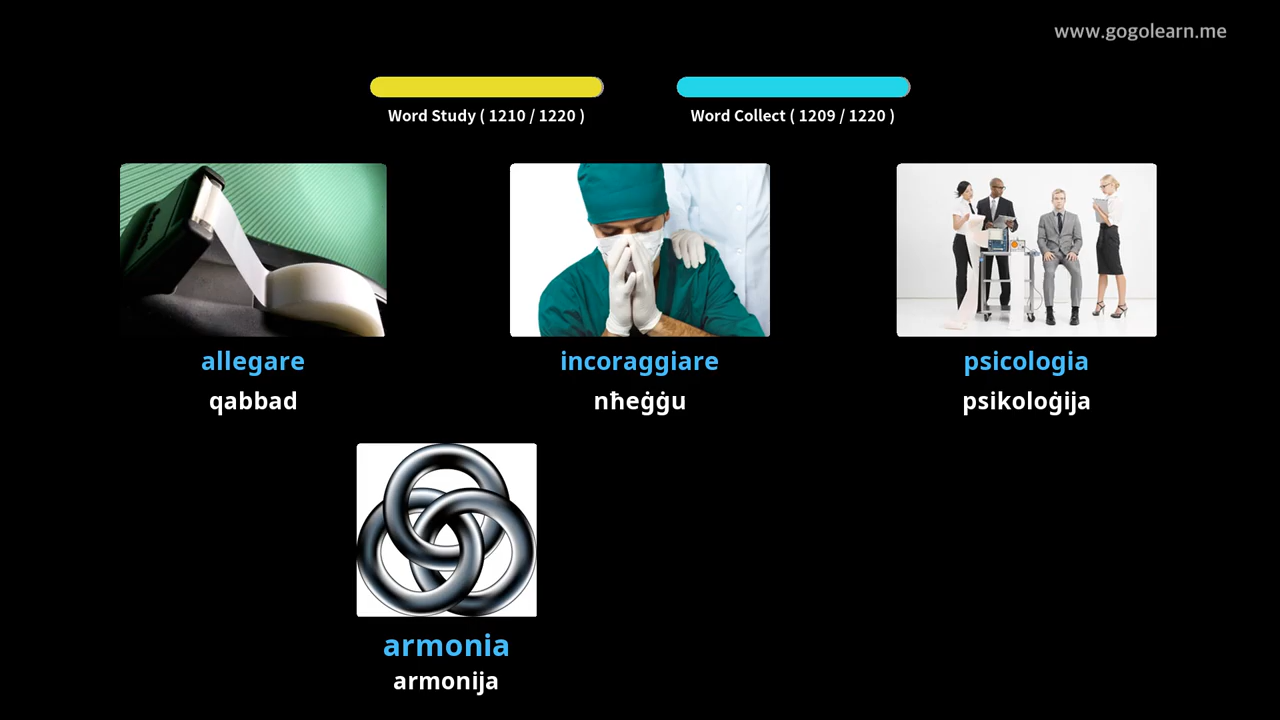 www.gogolearn.me
Word Study ( 1210 / 1220 )
Word Collect ( 1209 / 1220 )
allegare
qabbad
incoraggiare
nħeġġu
psicologia
psikoloġija
armonia
armonija